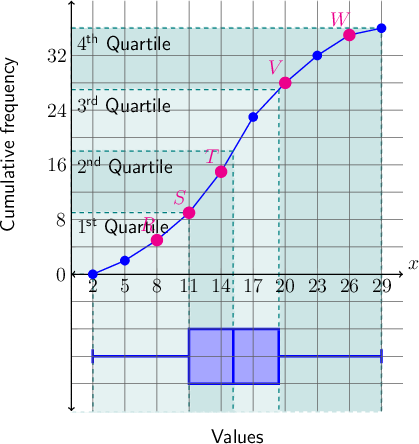 W
4th Quartile
32
V
3rd Quartile
24
T
2nd Quartile
16
S
R
1st Quartile
8
0
x
2 5 8 11 14 17 20 23 26 29
Cumulative frequency
Values